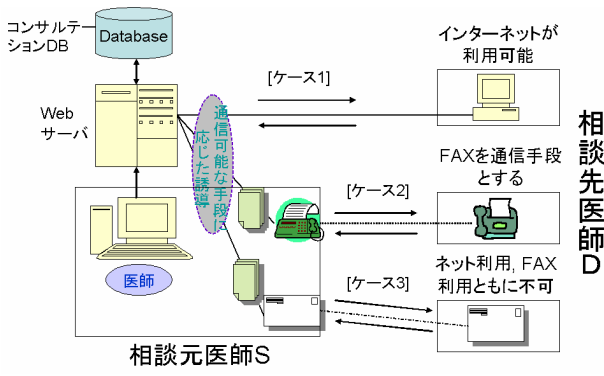 コンサルテー
ションDB
Database
Web
サーバ
[ケース1]
インターネットが
利用可能
通信可能な手段に
応じた誘導
[ケース2]
FAXを通信手段
とする
医師
[ケース3]
ネット利用, FAX
利用ともに不可
相談元医師S
相談先医師D